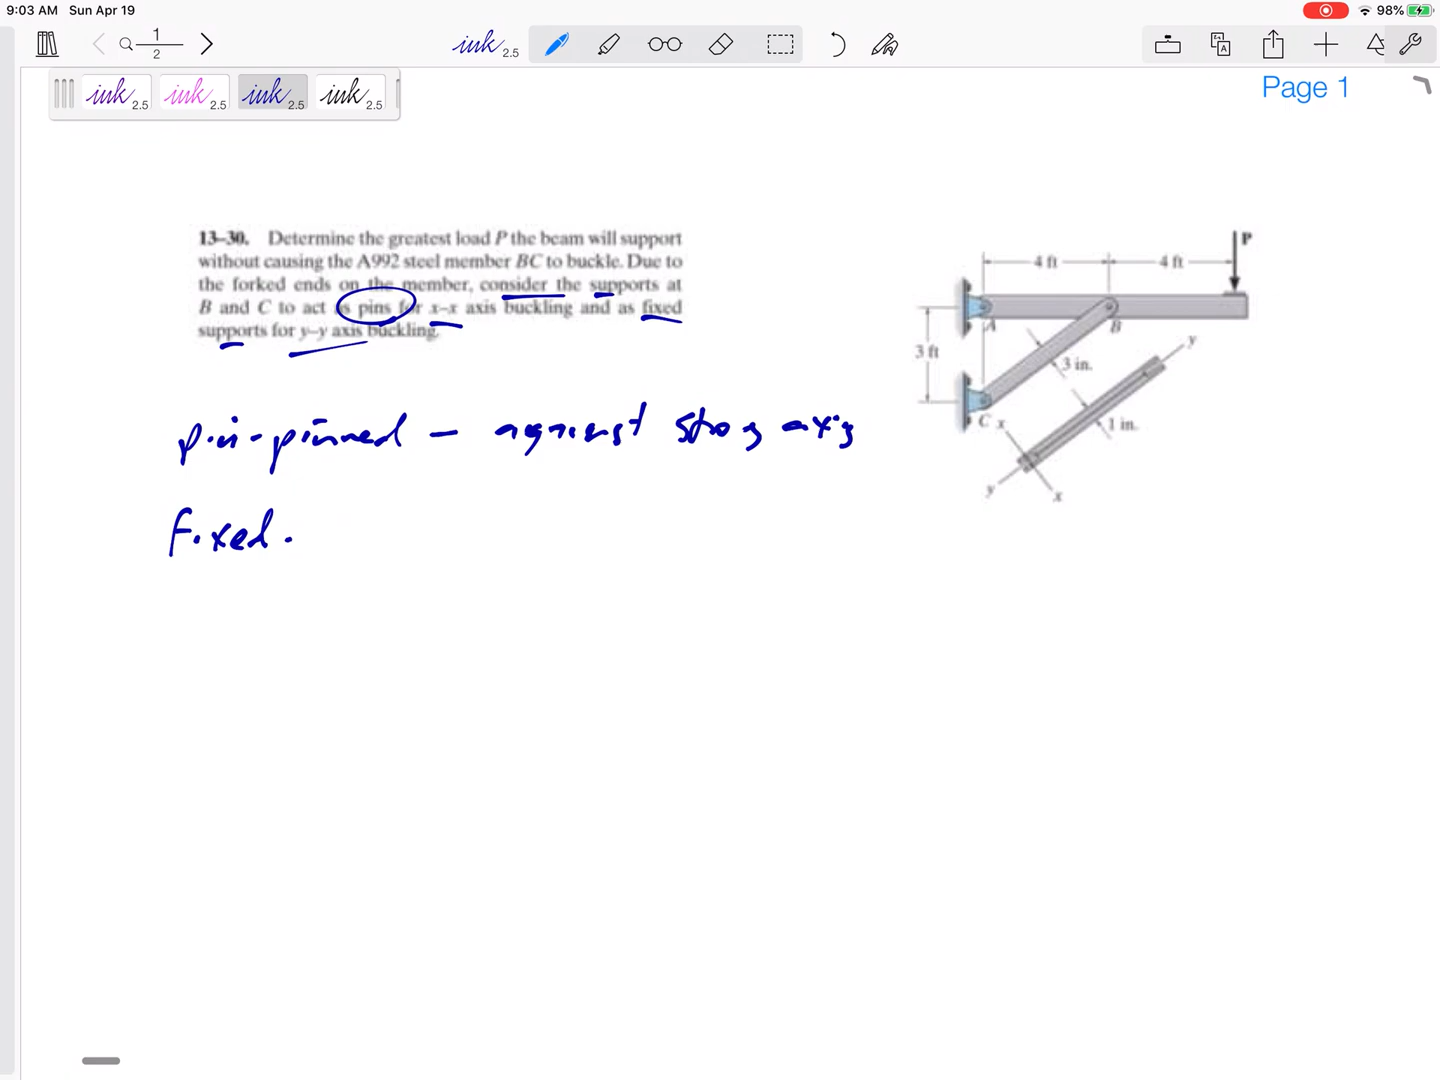 9:03 AM Sun Apr 19
98%
1
2
ink 2.5
ink 2.5
ink 2.5
ink 2.5
ink 2.5
Page 1
13–30. Determine the greatest load P the beam will support
without causing the A992 steel member BC to buckle. Due to
the forked ends on the member, consider the supports at
B and C to act as pins for x–x axis buckling and as fixed
supports for y–y axis buckling.
P
4 ft
4 ft
A
B
3 ft
3 in.
y
C
x
1 in.
y
x
pin-pinned - against strong axis
Fixed.